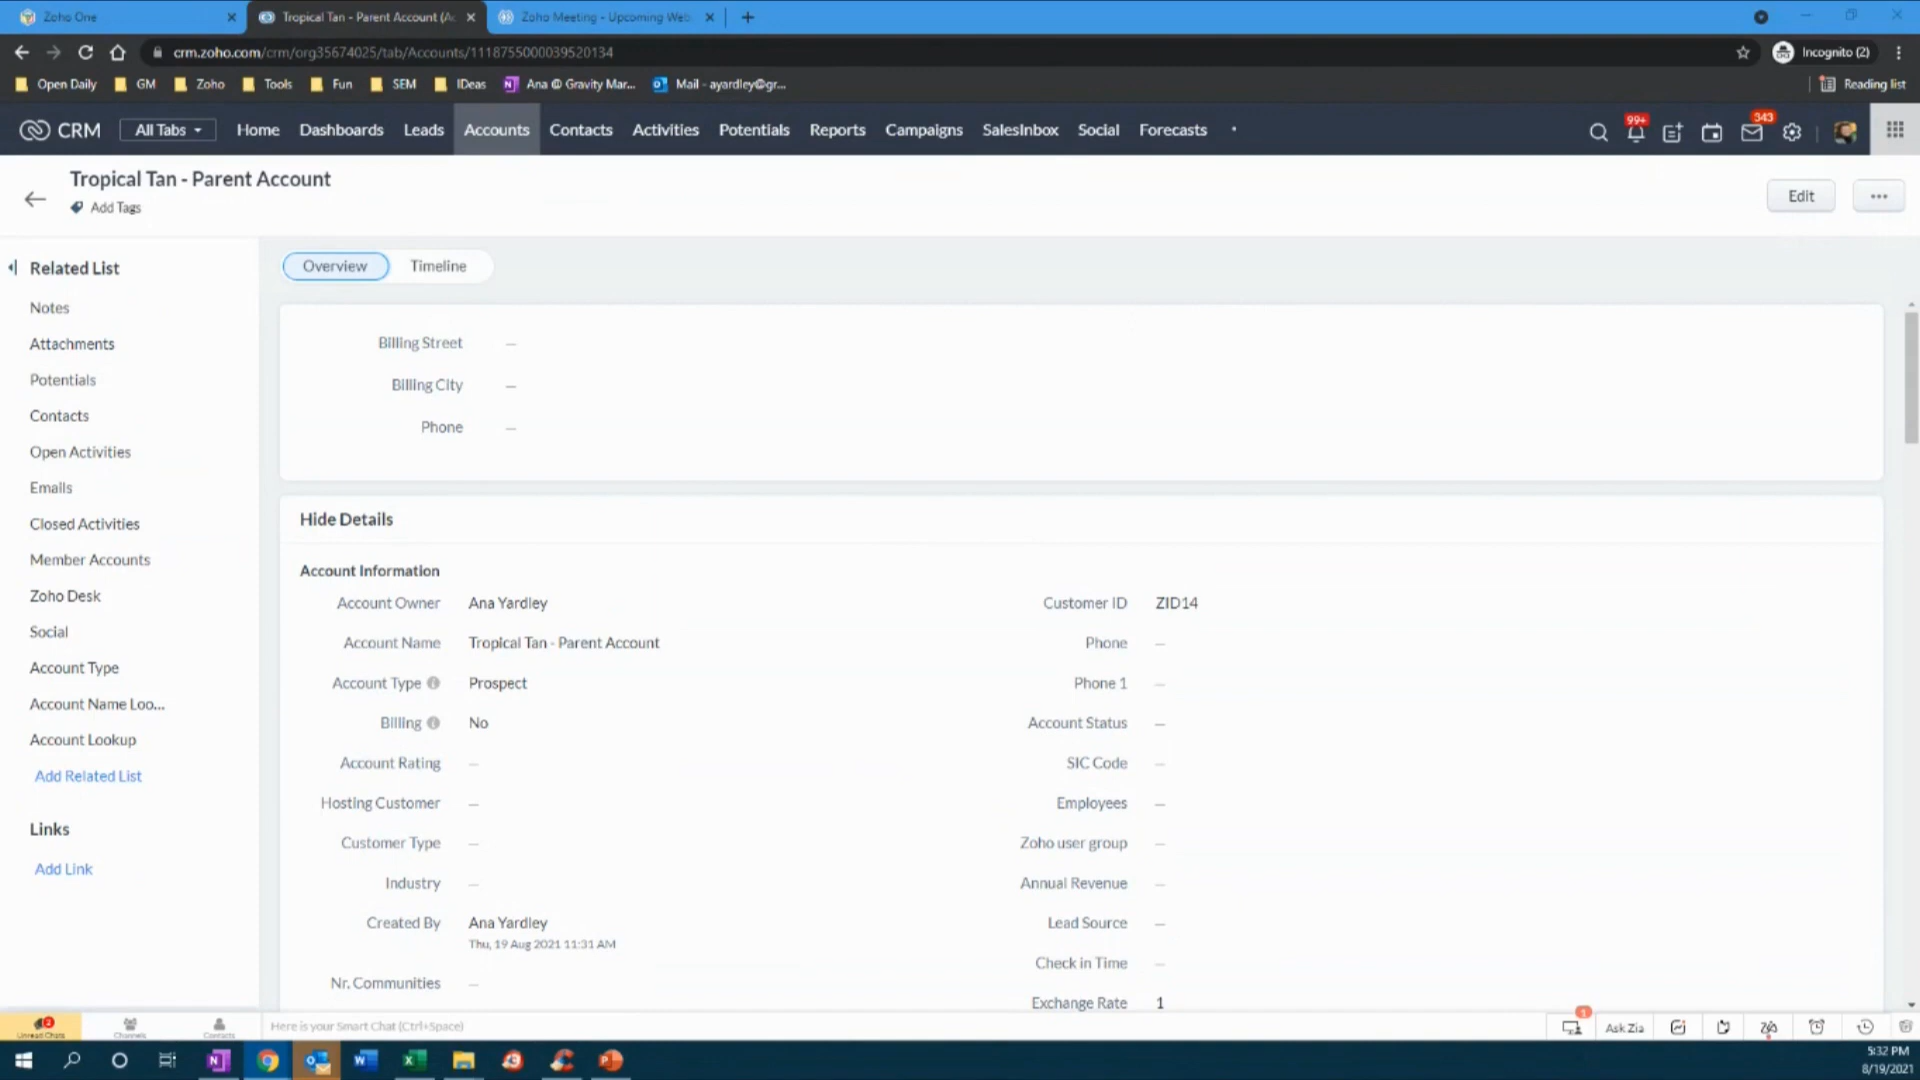 Zoho One
Tropical Tan - Parent Account (Ac
Zoho Meeting - Upcoming Web
crm.zoho.com/crm/org35674025/tab/Accounts/1118755000039520134
Incognito (2)
Open Daily
GM
Zoho
Tools
Fun
SEM
IDeas
Ana @ Gravity Mar...
Mail - ayardley@gr...
Reading list
CRM
All Tabs
Home
Dashboards
Leads
Accounts
Contacts
Activities
Potentials
Reports
Campaigns
SalesInbox
Social
Forecasts
99+
343
Tropical Tan - Parent Account
Add Tags
Edit
Related List
Notes
Attachments
Potentials
Contacts
Open Activities
Emails
Closed Activities
Member Accounts
Zoho Desk
Social
Account Type
Account Name Loo...
Account Lookup
Add Related List
Links
Add Link
Overview
Timeline
Billing Street —
Billing City —
Phone —
Hide Details
Account Information
Account Owner Ana Yardley
Account Name Tropical Tan - Parent Account
Account Type Prospect
Billing No
Account Rating —
Hosting Customer —
Customer Type —
Industry —
Created By Ana Yardley
Thu, 19 Aug 2021 11:31 AM
Nr. Communities —
Customer ID ZID14
Phone —
Phone 1 —
Account Status —
SIC Code —
Employees —
Zoho user group —
Annual Revenue —
Lead Source —
Check in Time —
Exchange Rate 1
2
Unread Chats
Channels
Contacts
Here is your Smart Chat (Ctrl+Space)
1
Ask Zia
5:32 PM
8/19/2021